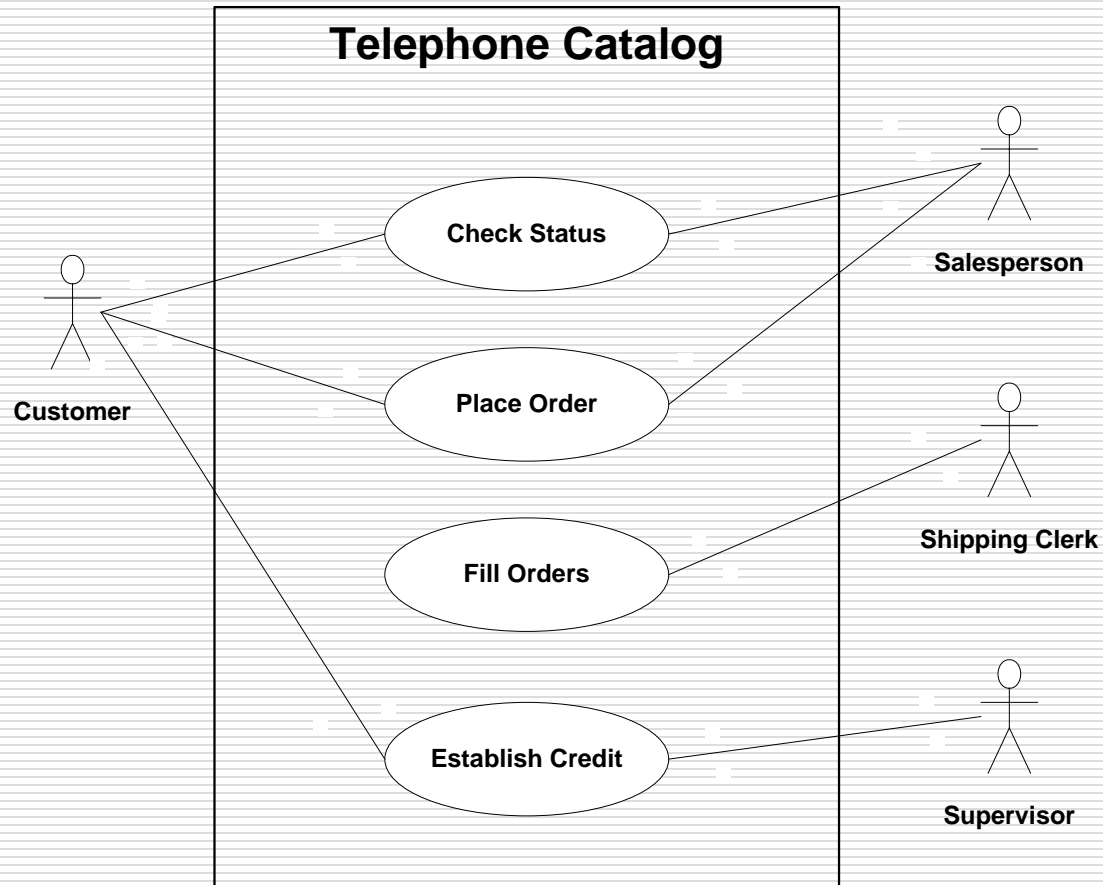 Telephone Catalog
Check Status
Salesperson
Customer
Place Order
Shipping Clerk
Fill Orders
Establish Credit
Supervisor